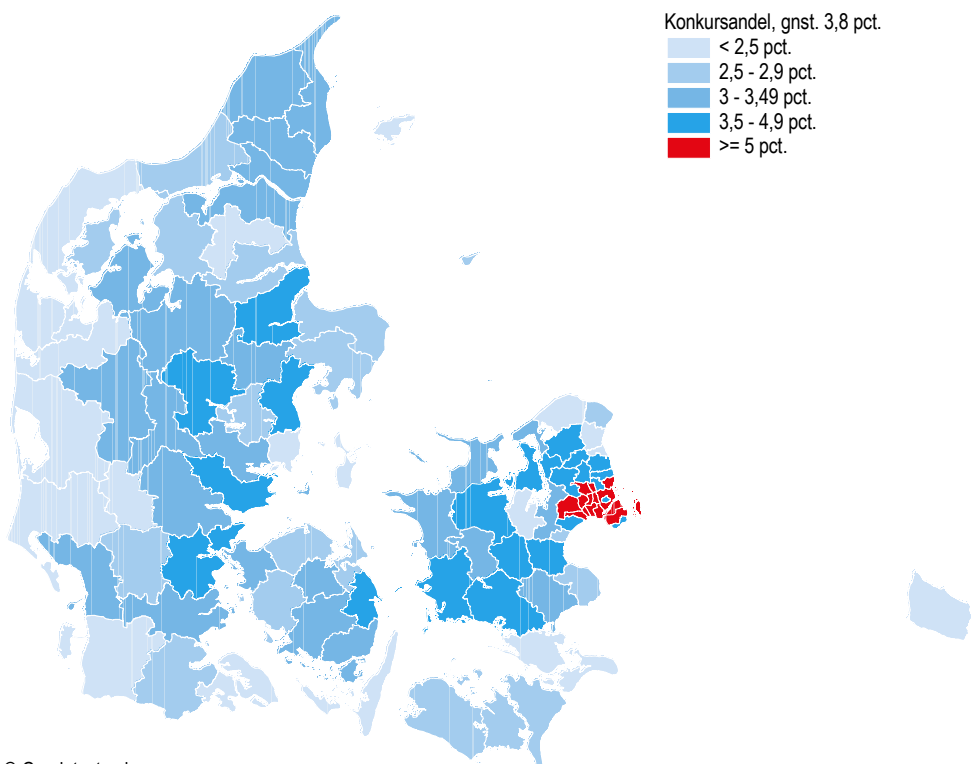 Konkursandel, gnst. 3,8 pct.
< 2,5 pct.
2,5 - 2,9 pct.
3 - 3,49 pct.
3,5 - 4,9 pct.
>= 5 pct.